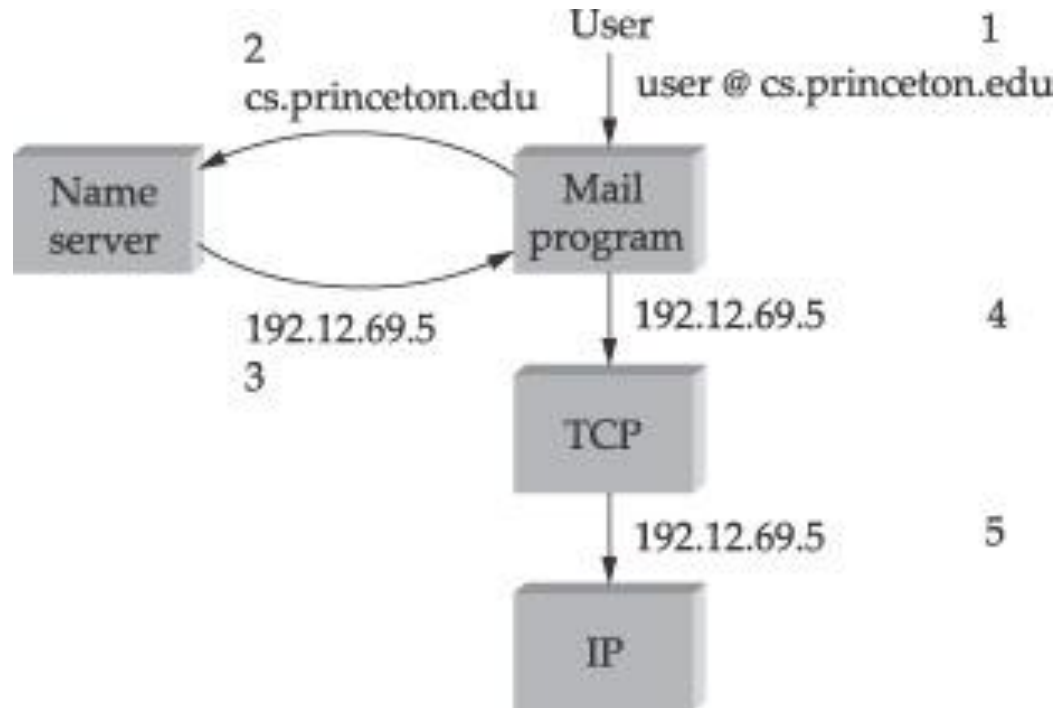 User
1
2
user @ cs.princeton.edu
cs.princeton.edu
Name
server
Mail
program
192.12.69.5
3
192.12.69.5
4
TCP
192.12.69.5
5
IP